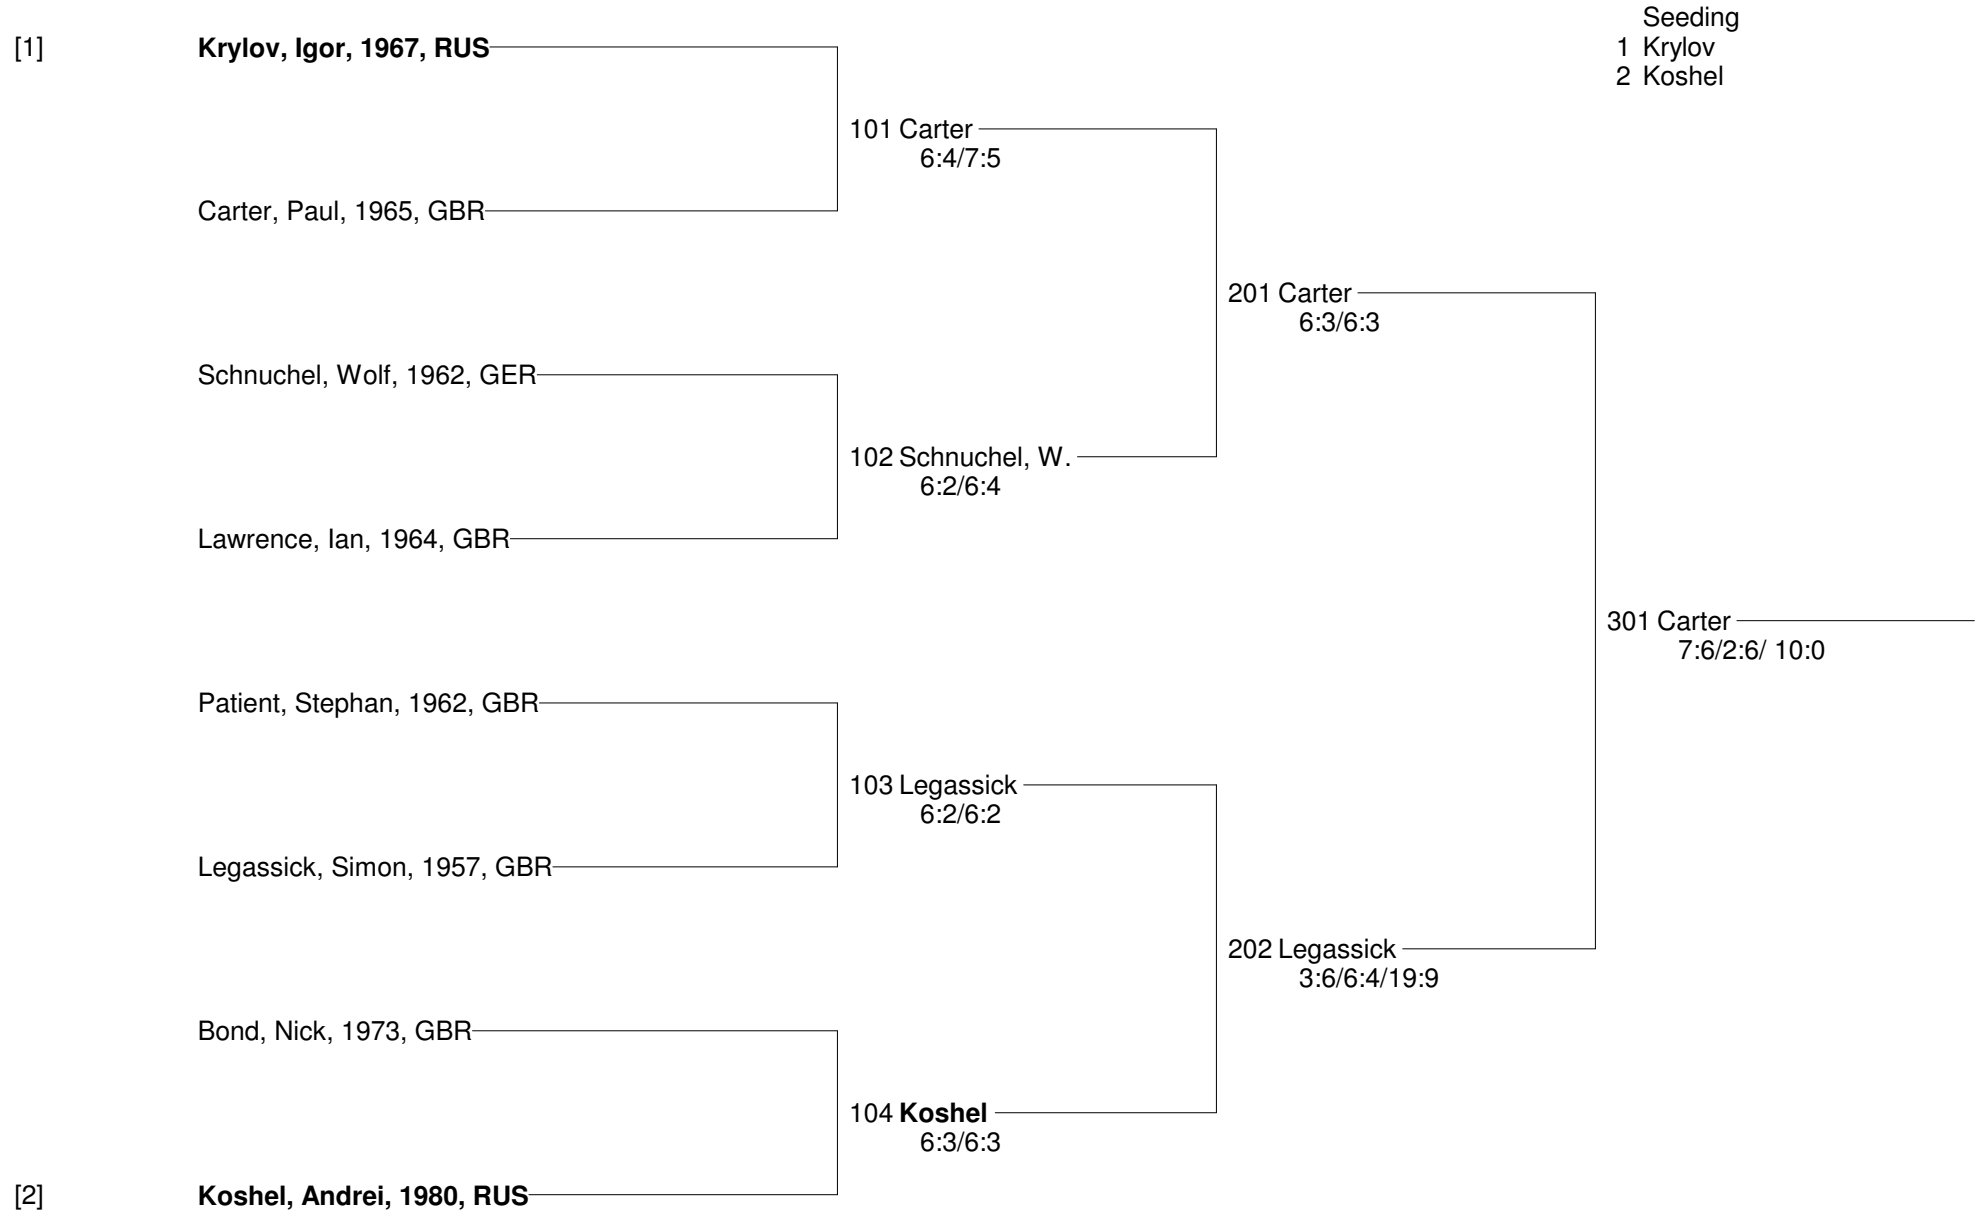 Seeding
[1] Krylov, Igor, 1967, RUS
1 Krylov
2 Koshel
101 Carter
6:4/7:5
Carter, Paul, 1965, GBR
201 Carter
6:3/6:3
Schnuchel, Wolf, 1962, GER
102 Schnuchel, W.
6:2/6:4
Lawrence, Ian, 1964, GBR
301 Carter
7:6/2:6/ 10:0
Patient, Stephan, 1962, GBR
103 Legassick
6:2/6:2
Legassick, Simon, 1957, GBR
202 Legassick
3:6/6:4/19:9
Bond, Nick, 1973, GBR
104 Koshel
6:3/6:3
[2] Koshel, Andrei, 1980, RUS